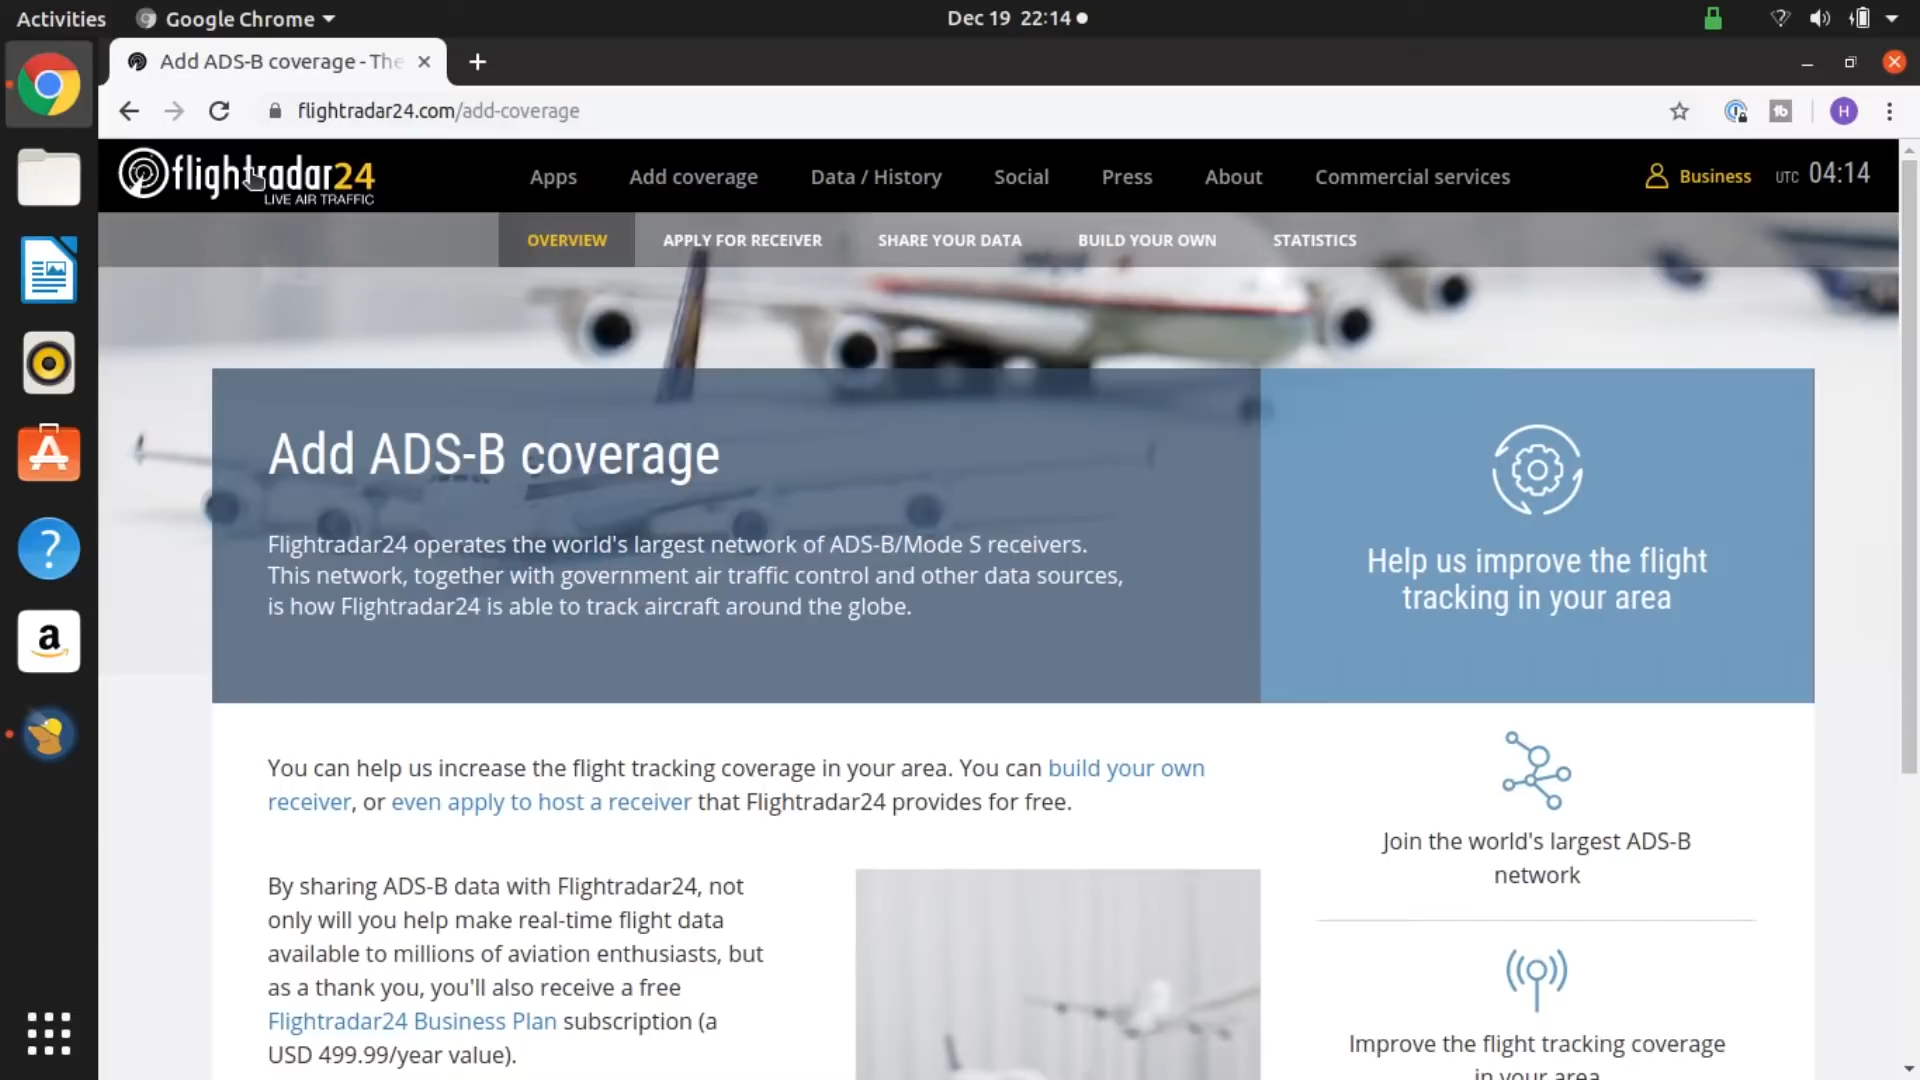 Activities
Google Chrome
Dec 19 22:14
Add ADS-B coverage - The
flightradar24.com/add-coverage
H
flightradar24
LIVE AIR TRAFFIC
Apps
Add coverage
Data / History
Social
Press
About
Commercial services
Business
UTC 04:14
OVERVIEW
APPLY FOR RECEIVER
SHARE YOUR DATA
BUILD YOUR OWN
STATISTICS
Add ADS-B coverage
Flightradar24 operates the world's largest network of ADS-B/Mode S receivers.
This network, together with government air traffic control and other data sources,
is how Flightradar24 is able to track aircraft around the globe.
Help us improve the flight
tracking in your area
You can help us increase the flight tracking coverage in your area. You can build your own
receiver, or even apply to host a receiver that Flightradar24 provides for free.
By sharing ADS-B data with Flightradar24, not
only will you help make real-time flight data
available to millions of aviation enthusiasts, but
as a thank you, you'll also receive a free
Flightradar24 Business Plan subscription (a
USD 499.99/year value).
Join the world's largest ADS-B
network
Improve the flight tracking coverage
in your area